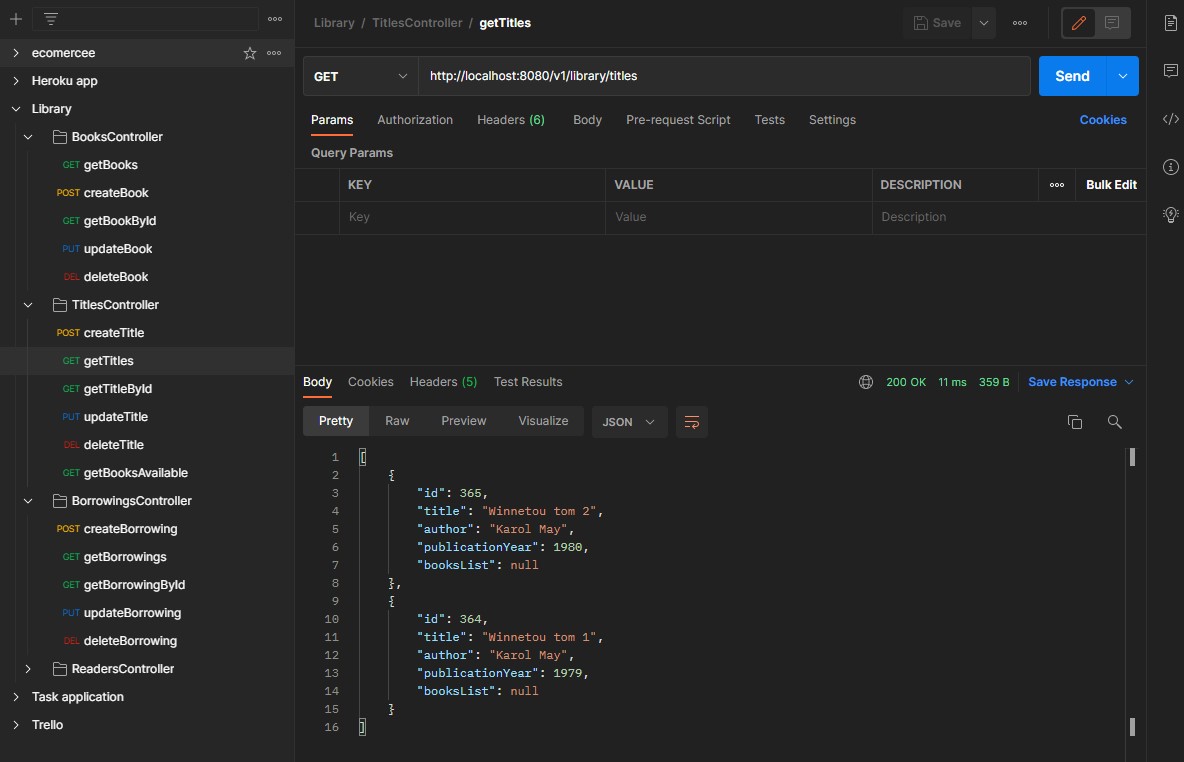 ecomercee
Heroku app
Library
BooksController
GET getBooks
POST createBook
GET getBookById
PUT updateBook
DEL deleteBook
TitlesController
POST createTitle
GET getTitles
GET getTitleById
PUT updateTitle
DEL deleteTitle
GET getBooksAvailable
BorrowingsController
POST createBorrowing
GET getBorrowings
GET getBorrowingById
PUT updateBorrowing
DEL deleteBorrowing
ReadersController
Task application
Trello
Library / TitlesController / getTitles
Save
GET http://localhost:8080/v1/library/titles Send
Params Authorization Headers (6) Body Pre-request Script Tests Settings Cookies
Query Params
KEY VALUE DESCRIPTION Bulk Edit
Key Value Description
Body Cookies Headers (5) Test Results 200 OK 11 ms 359 B Save Response
Pretty Raw Preview Visualize JSON
1 [
2 {
3 "id": 365,
4 "title": "Winnetou tom 2",
5 "author": "Karol May",
6 "publicationYear": 1980,
7 "booksList": null
8 },
9 {
10 "id": 364,
11 "title": "Winnetou tom 1",
12 "author": "Karol May",
13 "publicationYear": 1979,
14 "booksList": null
15 }
16 ]